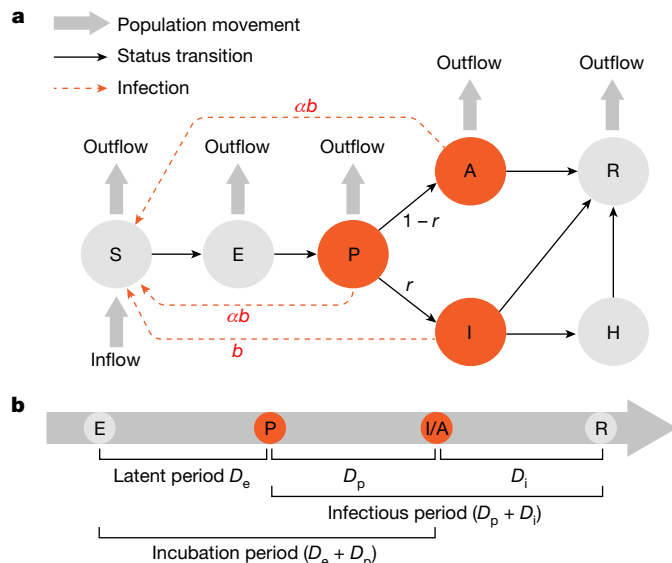 a
Population movement
Status transition
Infection
Outflow
Outflow
αb
Outflow
Outflow
Outflow
A
R
1 – r
S
E
P
r
αb
I
H
b
Inflow
b
E
P
I/A
R
Latent period De
Dp
Di
Infectious period (Dp + Di)
Incubation period (De + Dp)